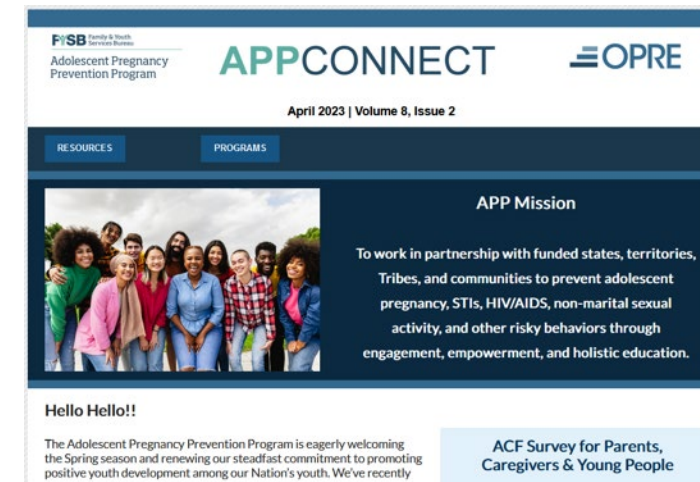 FYSB Family & Youth
Services Bureau
Adolescent Pregnancy
Prevention Program
APPCONNECT
OPRE
April 2023 | Volume 8, Issue 2
RESOURCES
PROGRAMS
APP Mission
To work in partnership with funded states, territories,
Tribes, and communities to prevent adolescent
pregnancy, STIs, HIV/AIDS, non-marital sexual
activity, and other risky behaviors through
engagement, empowerment, and holistic education.
Hello Hello!!
The Adolescent Pregnancy Prevention Program is eagerly welcoming
the Spring season and renewing our steadfast commitment to promoting
positive youth development among our Nation's youth. We've recently
ACF Survey for Parents,
Caregivers & Young People